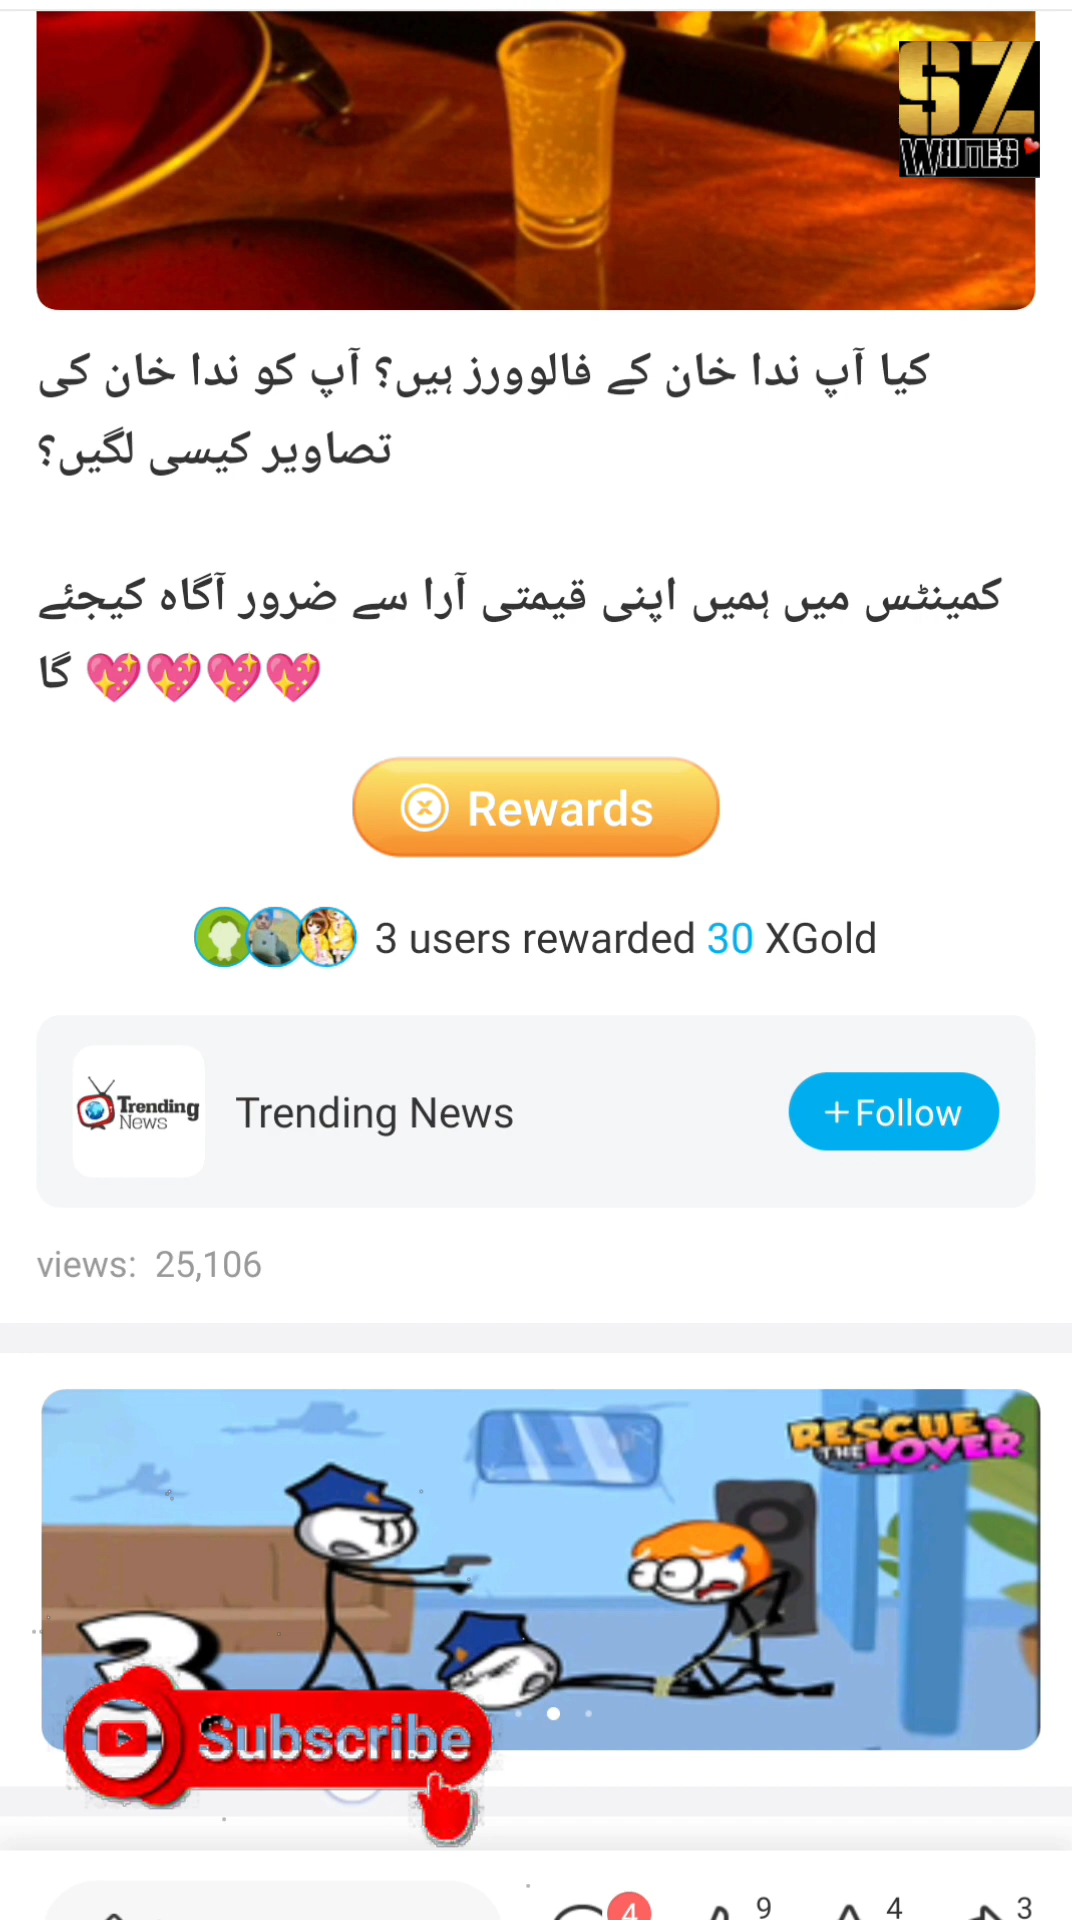 SZ
WRITES
کیا آپ ندا خان کے فالوورز ہیں؟ آپ کو ندا خان کی
تصاویر کیسی لگیں؟
کمینٹس میں ہمیں اپنی قیمتی آرا سے ضرور آگاہ کیجئے
گا 💖💖💖💖
Rewards
3 users rewarded 30 XGold
Trending
News
Trending News
+Follow
views: 25,106
RESCUE
THE LOVER
3
Subscribe
4
9
4
3